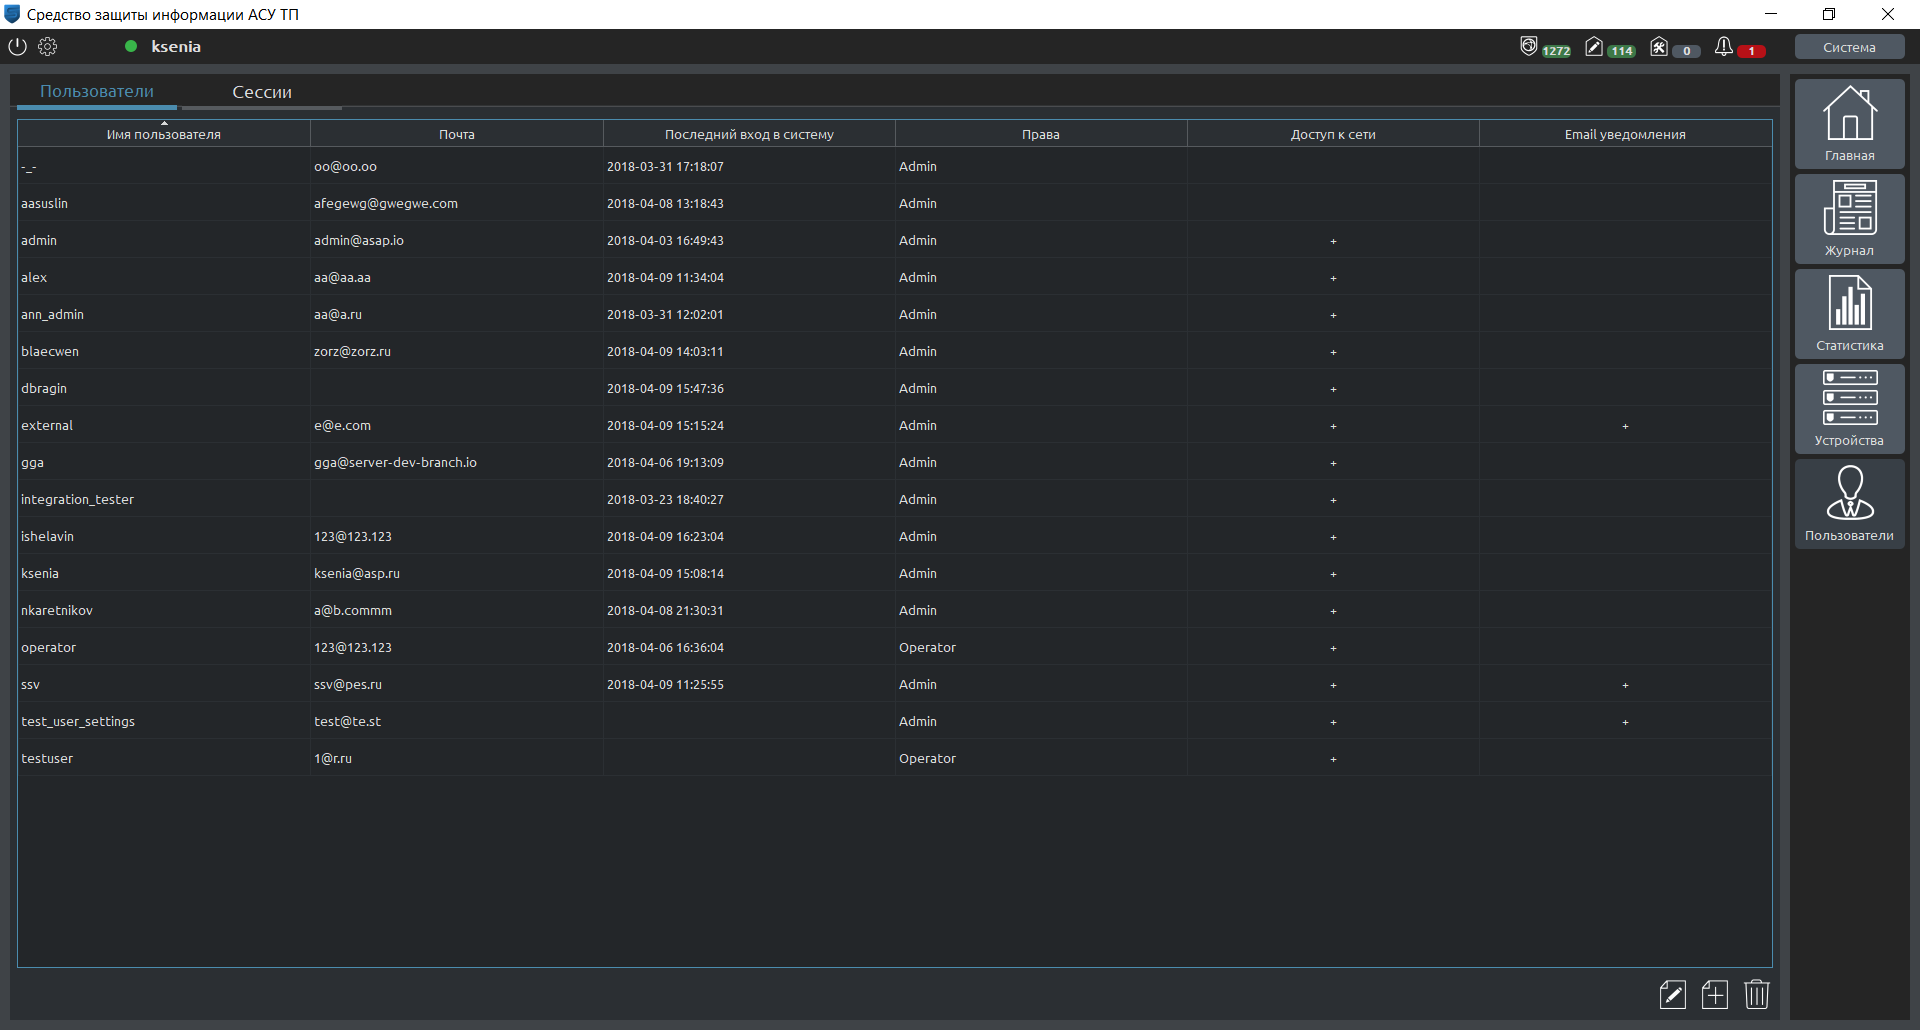 Средство защиты информации АСУ ТП
ksenia
1272 114 0 1 Система
Пользователи Сессии
Имя пользователя Почта Последний вход в систему Права Доступ к сети Email уведомления
-_- oo@oo.oo 2018-03-31 17:18:07 Admin
aasuslin afegewg@gwegwe.com 2018-04-08 13:18:43 Admin
admin admin@asap.io 2018-04-03 16:49:43 Admin +
alex aa@aa.aa 2018-04-09 11:34:04 Admin +
ann_admin aa@a.ru 2018-03-31 12:02:01 Admin +
blaecwen zorz@zorz.ru 2018-04-09 14:03:11 Admin +
dbragin 2018-04-09 15:47:36 Admin +
external e@e.com 2018-04-09 15:15:24 Admin + +
gga gga@server-dev-branch.io 2018-04-06 19:13:09 Admin +
integration_tester 2018-03-23 18:40:27 Admin +
ishelavin 123@123.123 2018-04-09 16:23:04 Admin +
ksenia ksenia@asp.ru 2018-04-09 15:08:14 Admin +
nkaretnikov a@b.commm 2018-04-08 21:30:31 Admin +
operator 123@123.123 2018-04-06 16:36:04 Operator +
ssv ssv@pes.ru 2018-04-09 11:25:55 Admin + +
test_user_settings test@te.st Admin + +
testuser 1@r.ru Operator +
Главная
Журнал
Статистика
Устройства
Пользователи